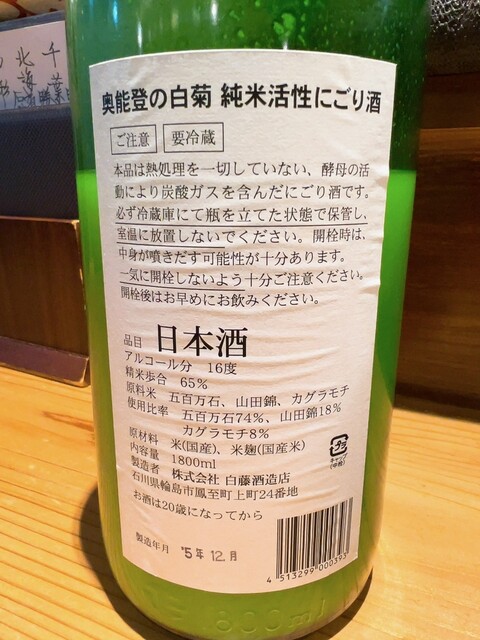 奥能登の白菊 純米活性にごり酒
ご注意 要冷蔵
本品は熱処理を一切していない、酵母の活
動により炭酸ガスを含んだにごり酒です。
必ず冷蔵庫にて瓶を立てた状態で保管し、
室温に放置しないでください。開栓時は、
中身が噴きだす可能性が十分あります。
一気に開栓しないよう十分ご注意ください。
開栓後はお早めにお飲みください。
品目 日本酒
アルコール分 16度
精米歩合 65%
原料米 五百万石、山田錦、カグラモチ
使用比率 五百万石74%、山田錦18%
カグラモチ8%
原材料 米(国産)、米麹(国産米)
内容量 1800ml
製造者 株式会社 白藤酒造店
石川県輪島市鳳至町上町24番地
お酒は20歳になってから
キャップ
(中栓)
製造年月 '5年12月
4 513299 000393
千葉
北海